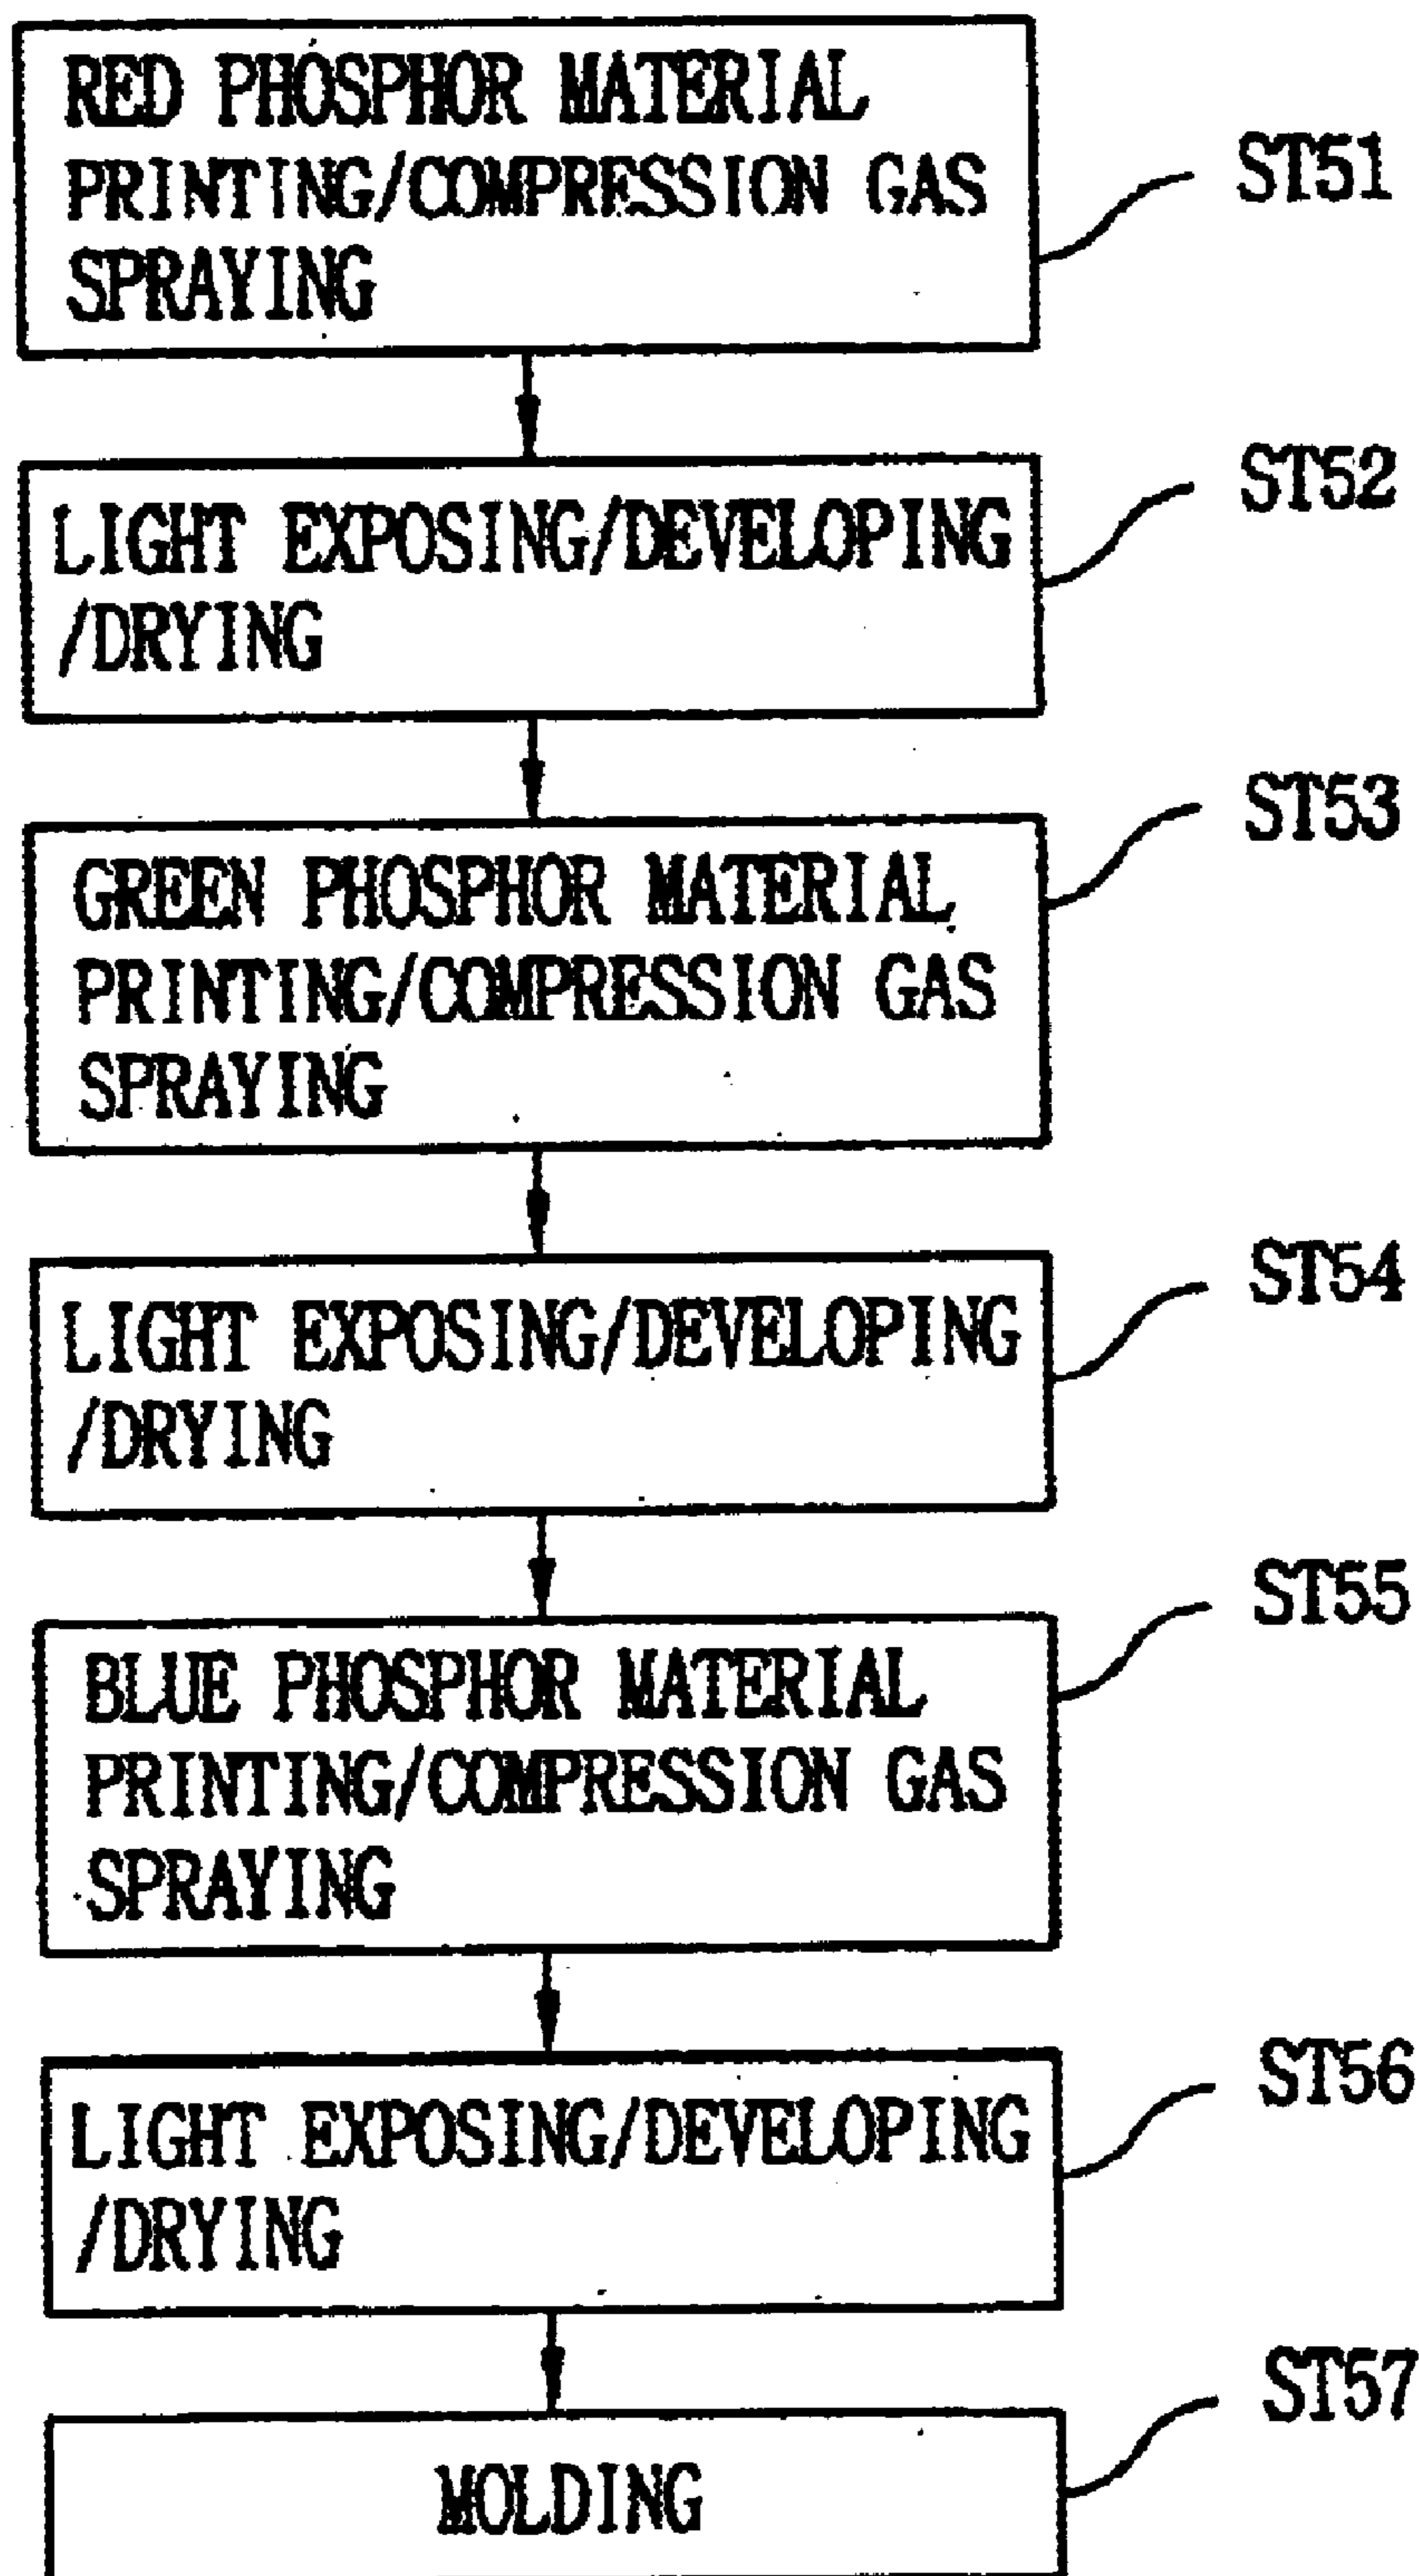 RED PHOSPHOR MATERIAL
PRINTING/COMPRESSION GAS
SPRAYING
ST51
LIGHT EXPOSING/DEVELOPING
/DRYING
ST52
GREEN PHOSPHOR MATERIAL
PRINTING/COMPRESSION GAS
SPRAYING
ST53
LIGHT EXPOSING/DEVELOPING
/DRYING
ST54
BLUE PHOSPHOR MATERIAL
PRINTING/COMPRESSION GAS
SPRAYING
ST55
LIGHT EXPOSING/DEVELOPING
/DRYING
ST56
MOLDING
ST57